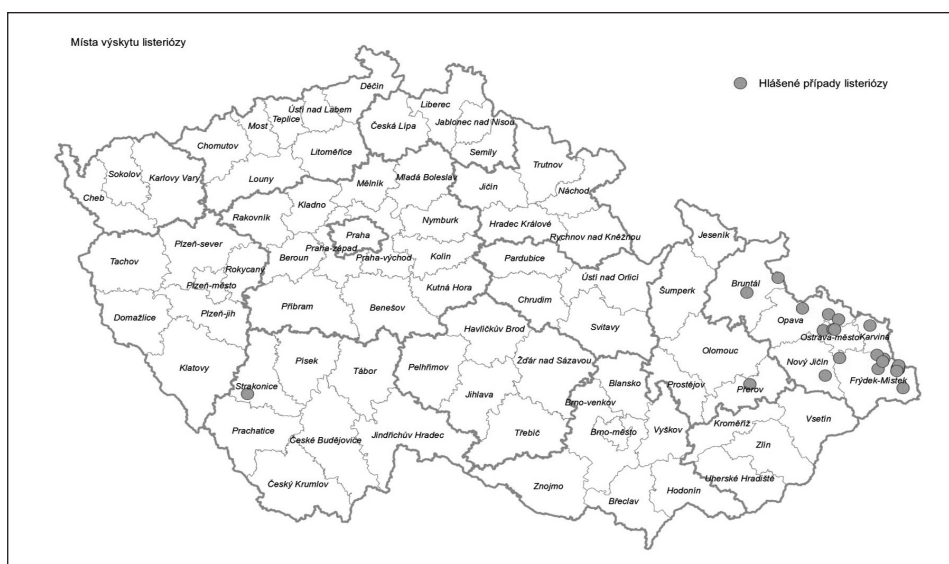 Místa výskytu listeriózy
Hlášené případy listeriózy
Děčín
Ústí nad Labem
Teplice
Most
Chomutov
Litoměřice
Louny
Česká Lípa
Liberec
Jablonec nad Nisou
Semily
Trutnov
Náchod
Jičín
Hradec Králové
Rychnov nad Kněžnou
Sokolov
Karlovy Vary
Cheb
Mělník
Mladá Boleslav
Kladno
Rakovník
Nymburk
Praha
Praha-západ
Praha-východ
Beroun
Kolín
Kutná Hora
Příbram
Benešov
Plzeň-sever
Tachov
Rokycany
Plzeň-město
Plzeň-jih
Domažlice
Klatovy
Pardubice
Ústí nad Orlicí
Chrudim
Svitavy
Jeseník
Šumperk
Bruntál
Opava
Ostrava-město
Karviná
Nový Jičín
Frýdek-Místek
Olomouc
Prostějov
Přerov
Havlíčkův Brod
Žďár nad Sázavou
Pelhřimov
Jihlava
Třebíč
Písek
Tábor
Strakonice
Prachatice
České Budějovice
Jindřichův Hradec
Český Krumlov
Blansko
Brno-venkov
Brno-město
Vyškov
Znojmo
Břeclav
Hodonín
Kroměříž
Vsetín
Zlín
Uherské Hradiště